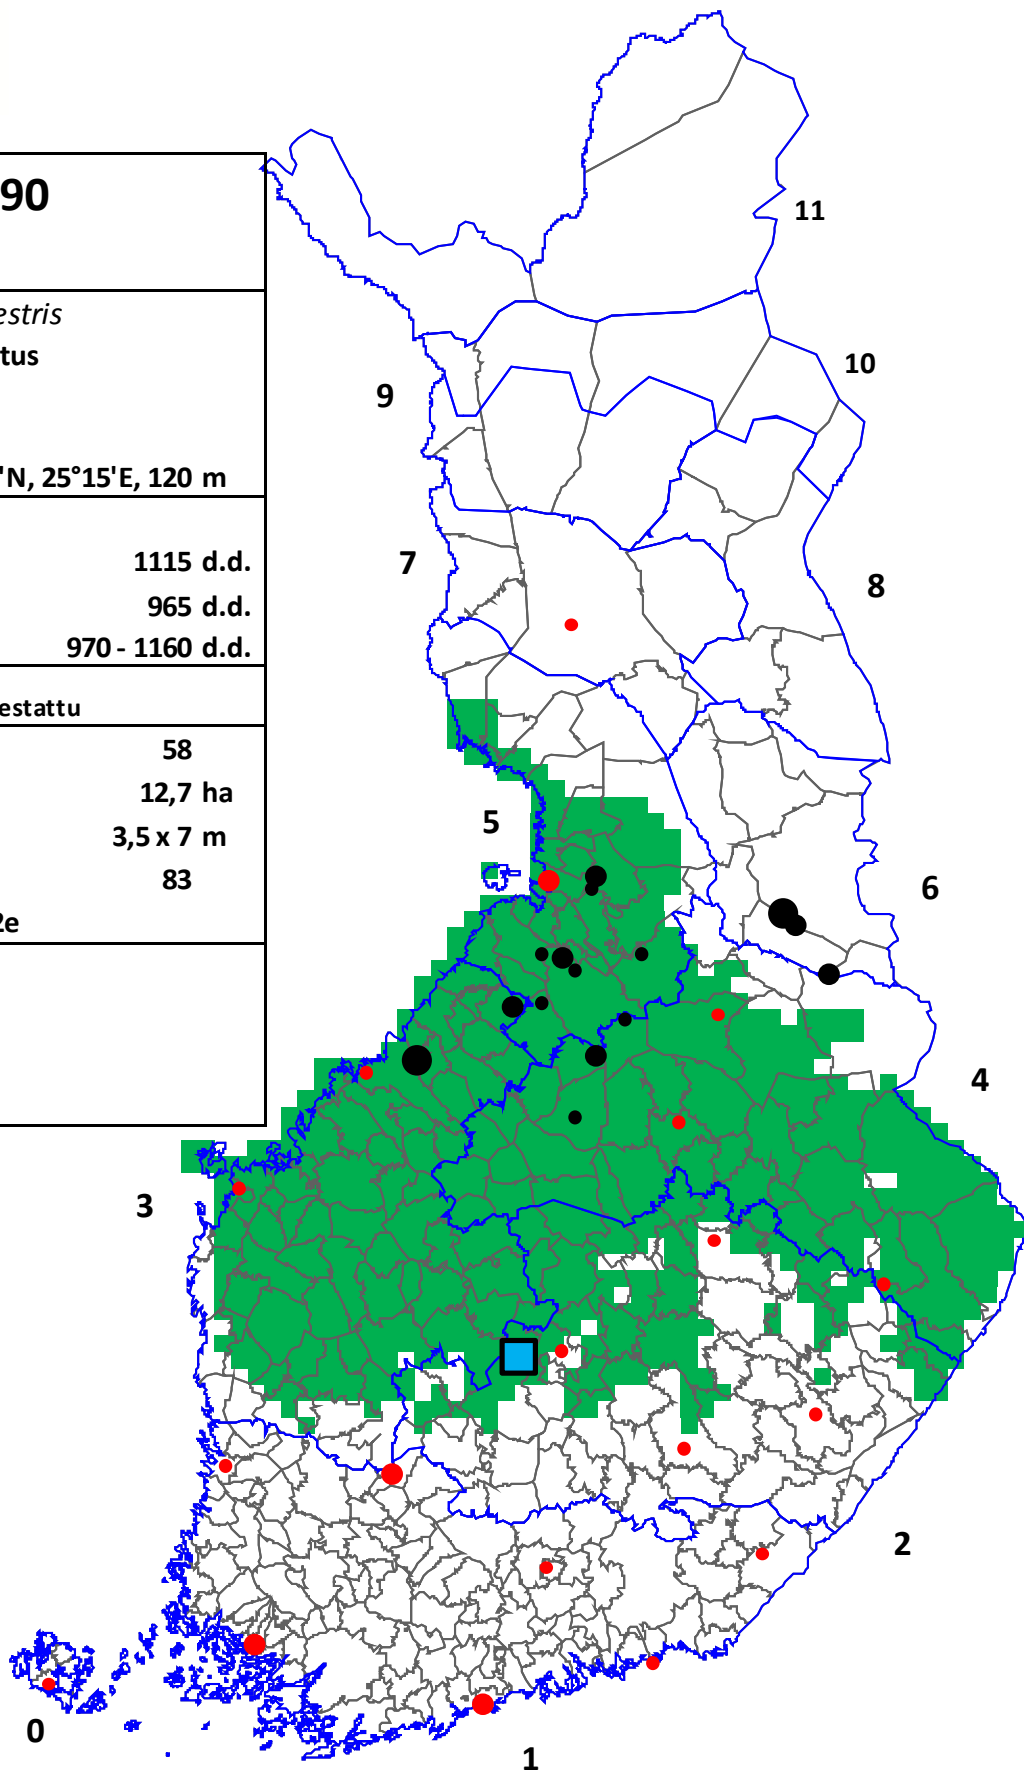 90
estris
tus
'N, 25°15'E, 120 m
1115 d.d.
965 d.d.
970 - 1160 d.d.
estattu
58
12,7 ha
3,5 x 7 m
83
2e
11
10
9
7
8
5
6
4
3
2
0
1